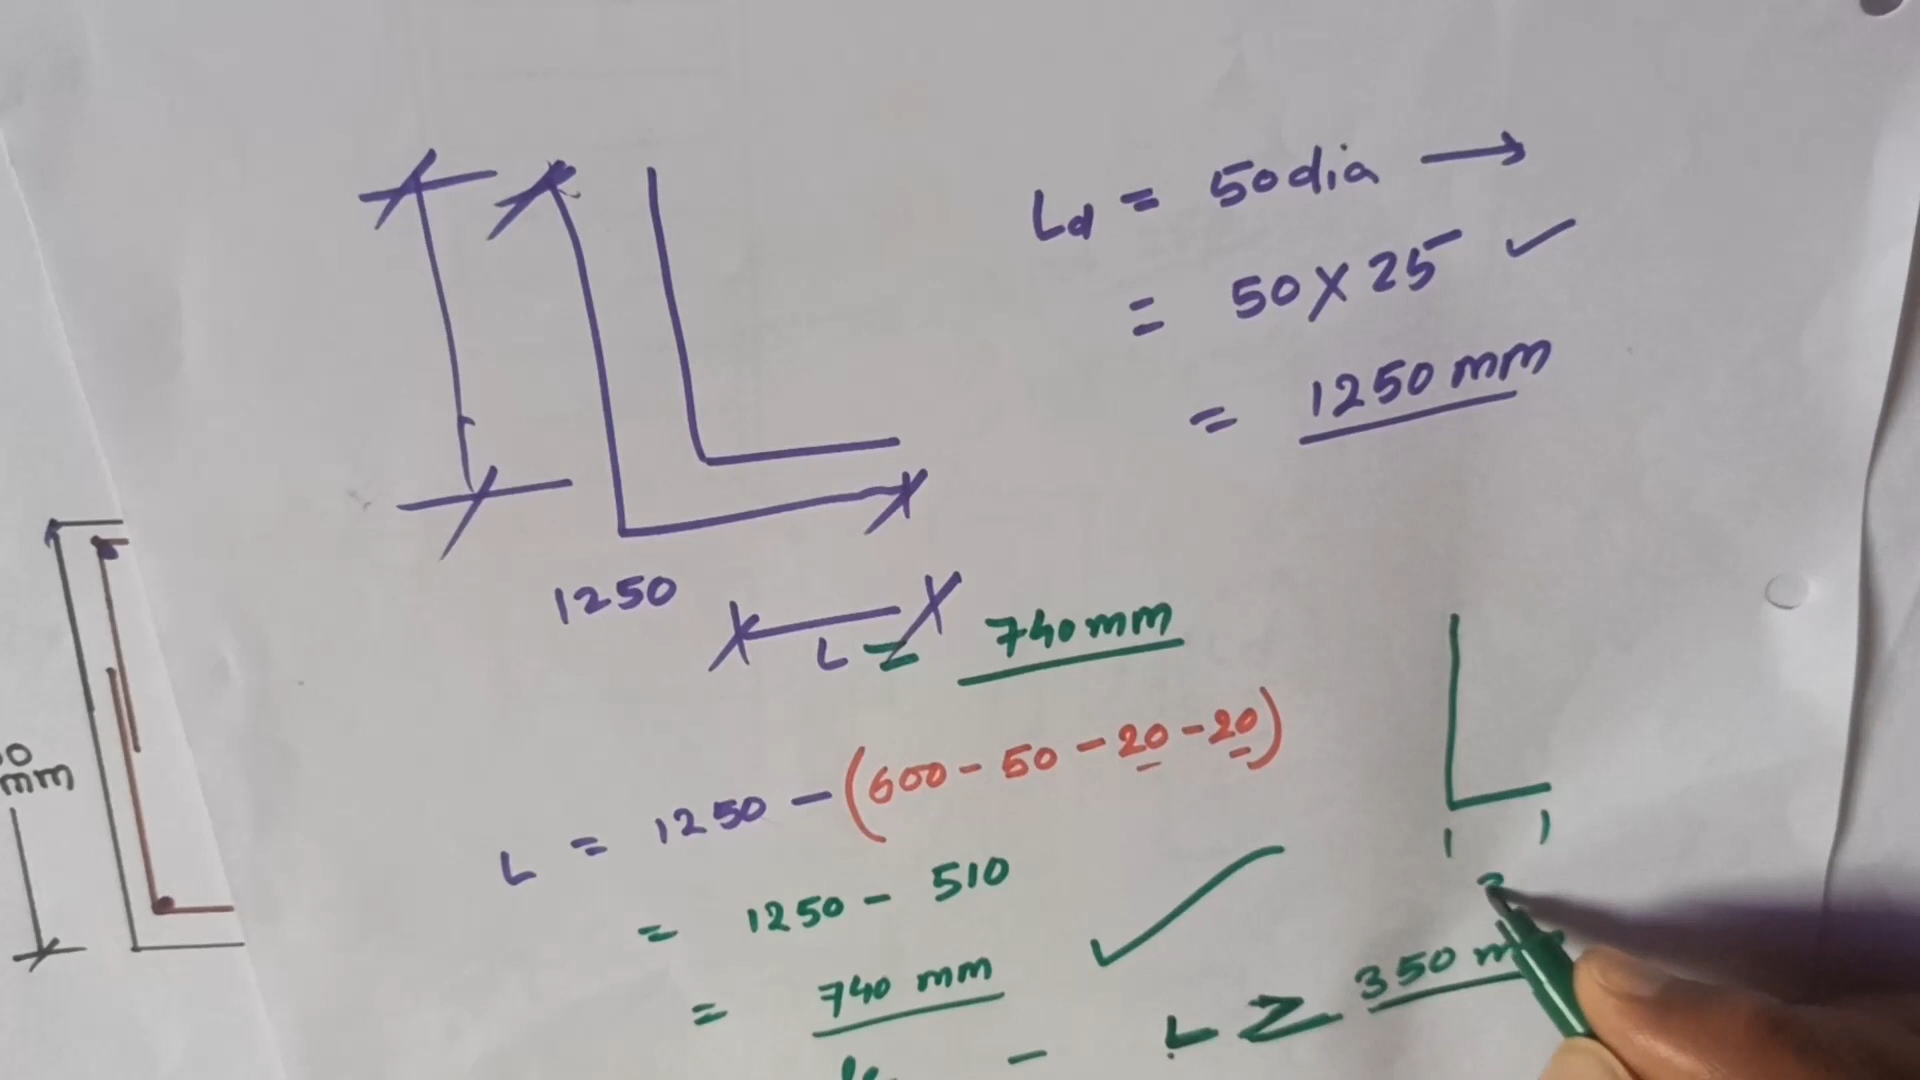 Ld = 50dia →
= 50 X 25 ✓
= 1250 mm
1250
L = 740mm
mm
L = 1250 - (600 - 50 - 20 - 20)
= 1250 - 510
= 740 mm
- L = 350